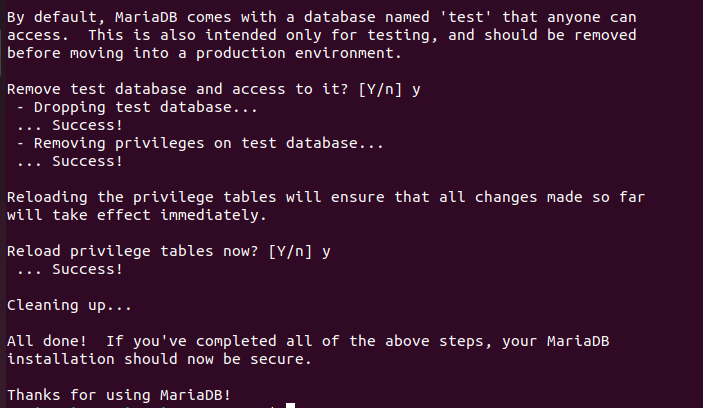 By default, MariaDB comes with a database named 'test' that anyone can
access.  This is also intended only for testing, and should be removed
before moving into a production environment.
Remove test database and access to it? [Y/n] y
 - Dropping test database...
 ... Success!
 - Removing privileges on test database...
 ... Success!
Reloading the privilege tables will ensure that all changes made so far
will take effect immediately.
Reload privilege tables now? [Y/n] y
 ... Success!
Cleaning up...
All done!  If you've completed all of the above steps, your MariaDB
installation should now be secure.
Thanks for using MariaDB!